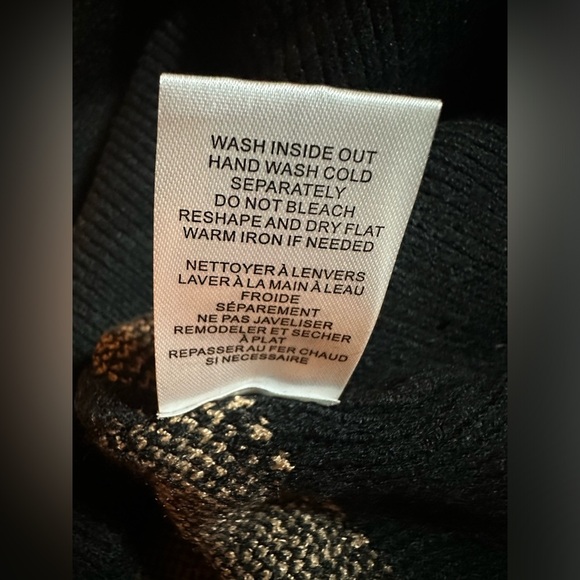 WASH INSIDE OUT
HAND WASH COLD
SEPARATELY
DO NOT BLEACH
RESHAPE AND DRY FLAT
WARM IRON IF NEEDED
NETTOYER À LENVERS
LAVER À LA MAIN À LEAU
FROIDE
SÉPAREMENT
NE PAS JAVELISER
REMODELER ET SECHER
À PLAT
REPASSER AU FER CHAUD
SI NECESSAIRE